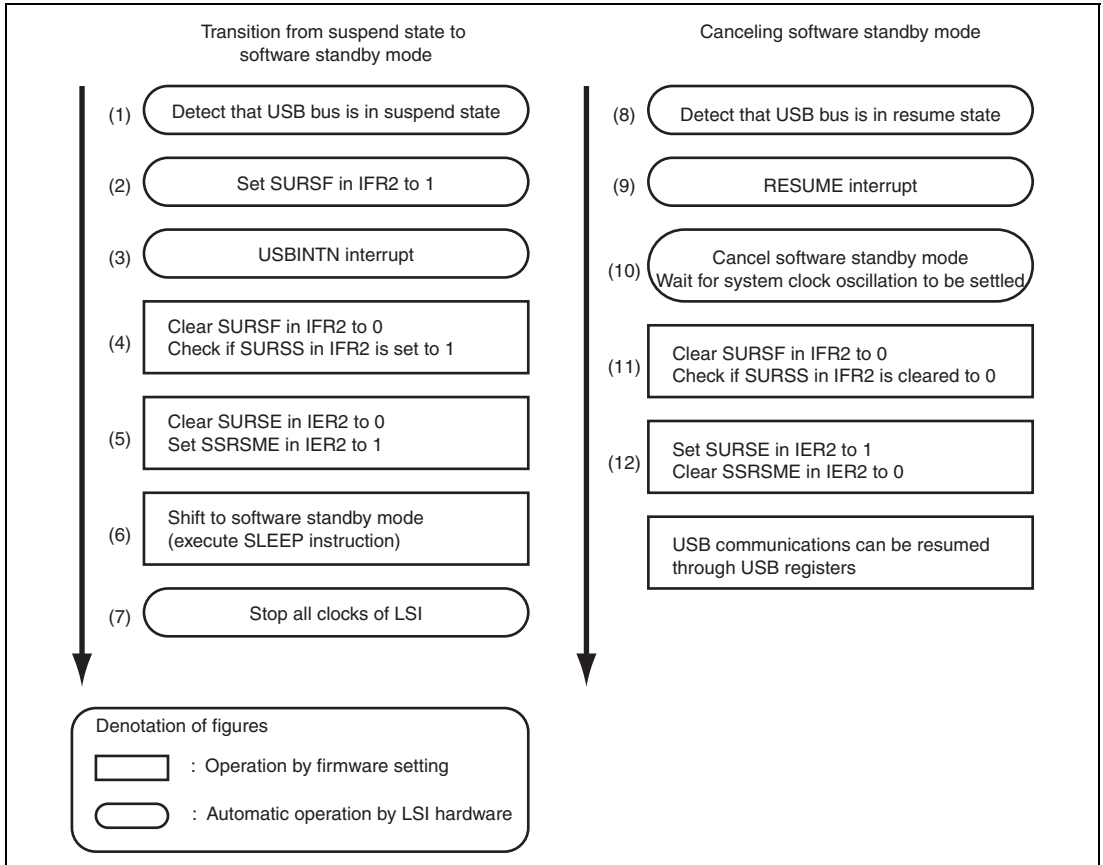 Transition from suspend state to
software standby mode
(1) Detect that USB bus is in suspend state
(2) Set SURSF in IFR2 to 1
(3) USBINTN interrupt
(4) Clear SURSF in IFR2 to 0
Check if SURSS in IFR2 is set to 1
(5) Clear SURSE in IER2 to 0
Set SSRSME in IER2 to 1
(6) Shift to software standby mode
(execute SLEEP instruction)
(7) Stop all clocks of LSI
Canceling software standby mode
(8) Detect that USB bus is in resume state
(9) RESUME interrupt
(10) Cancel software standby mode
Wait for system clock oscillation to be settled
(11) Clear SURSF in IFR2 to 0
Check if SURSS in IFR2 is cleared to 0
(12) Set SURSE in IER2 to 1
Clear SSRSME in IER2 to 0
USB communications can be resumed
through USB registers
Denotation of figures
: Operation by firmware setting
: Automatic operation by LSI hardware